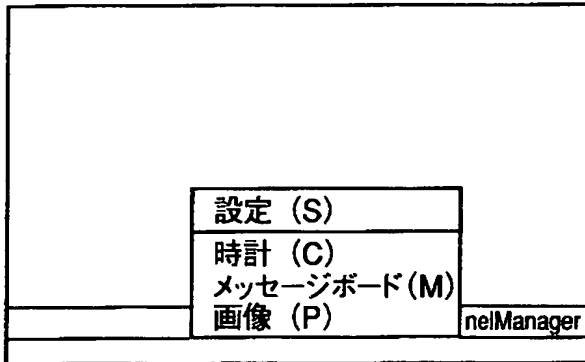 設定 (S)
時計 (C)
メッセージボード(M)
画像 (P)
nelManager